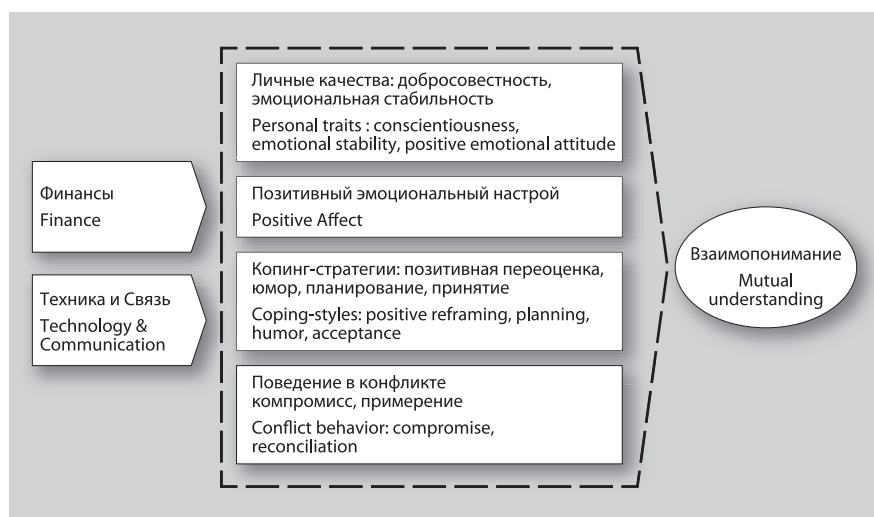 Финансы
Finance
Техника и Связь
Technology &
Communication
Личные качества: добросовестность,
эмоциональная стабильность
Personal traits : conscientiousness,
emotional stability, positive emotional attitude
Позитивный эмоциональный настрой
Positive Affect
Копинг-стратегии: позитивная переоценка,
юмор, планирование, принятие
Coping-styles: positive reframing, planning,
humor, acceptance
Поведение в конфликте
компромисс, примерение
Conflict behavior: compromise,
reconciliation
Взаимопонимание
Mutual
understanding